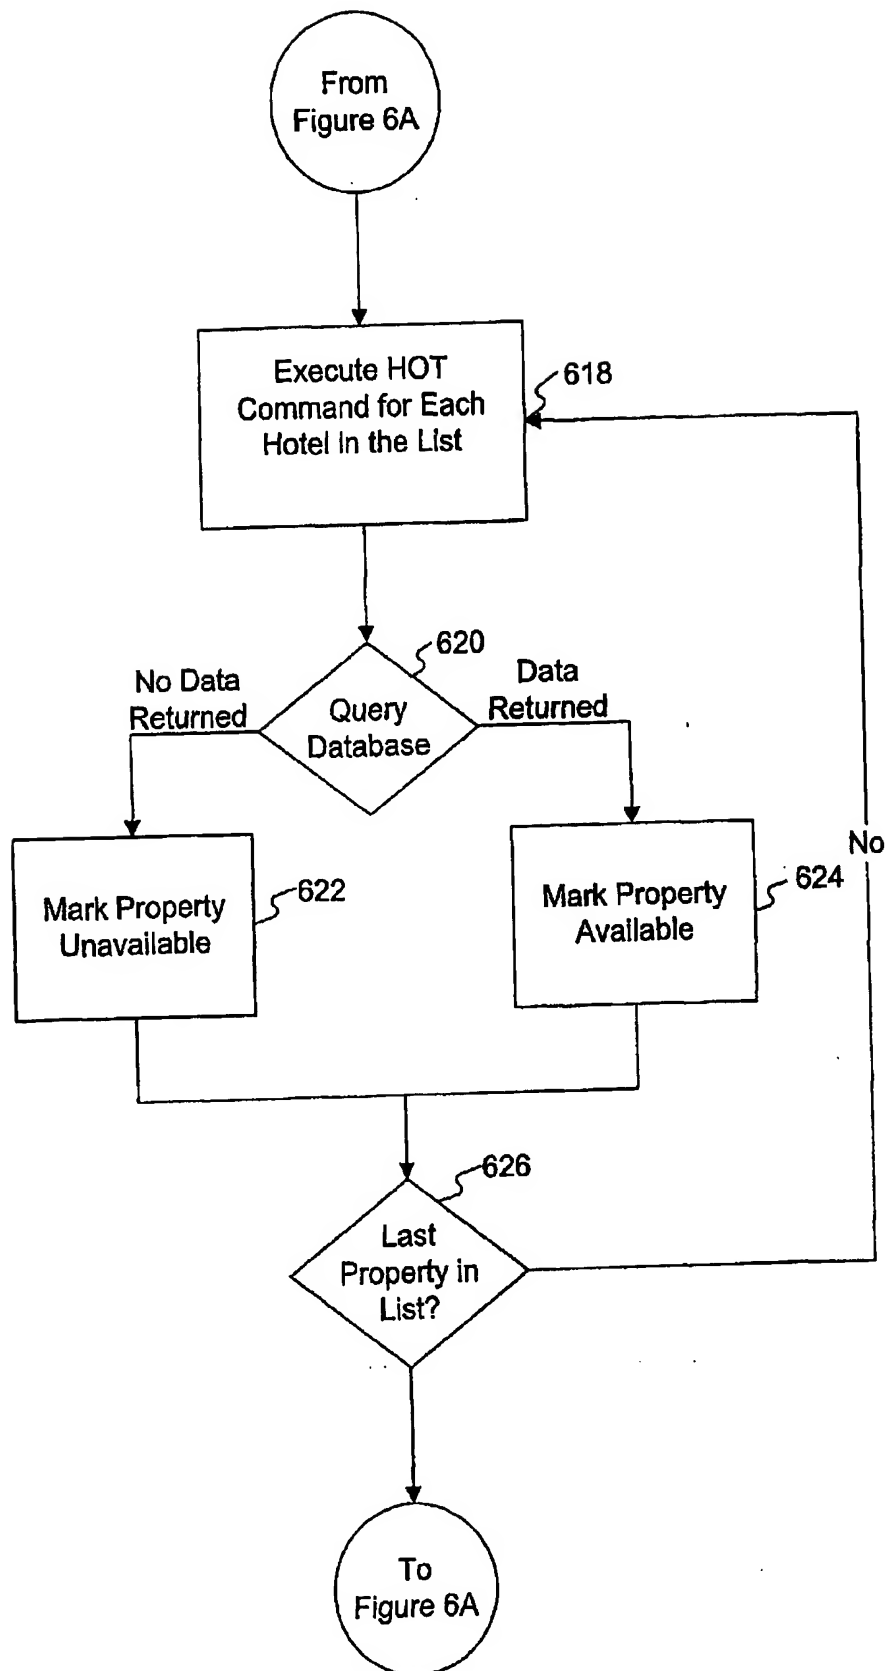 From
Figure 6A
Execute HOT
Command for Each
Hotel in the List
618
620
No Data
Returned
Data
Returned
Query
Database
No
Mark Property
Unavailable
622
Mark Property
Available
624
626
Last
Property in
List?
To
Figure 6A